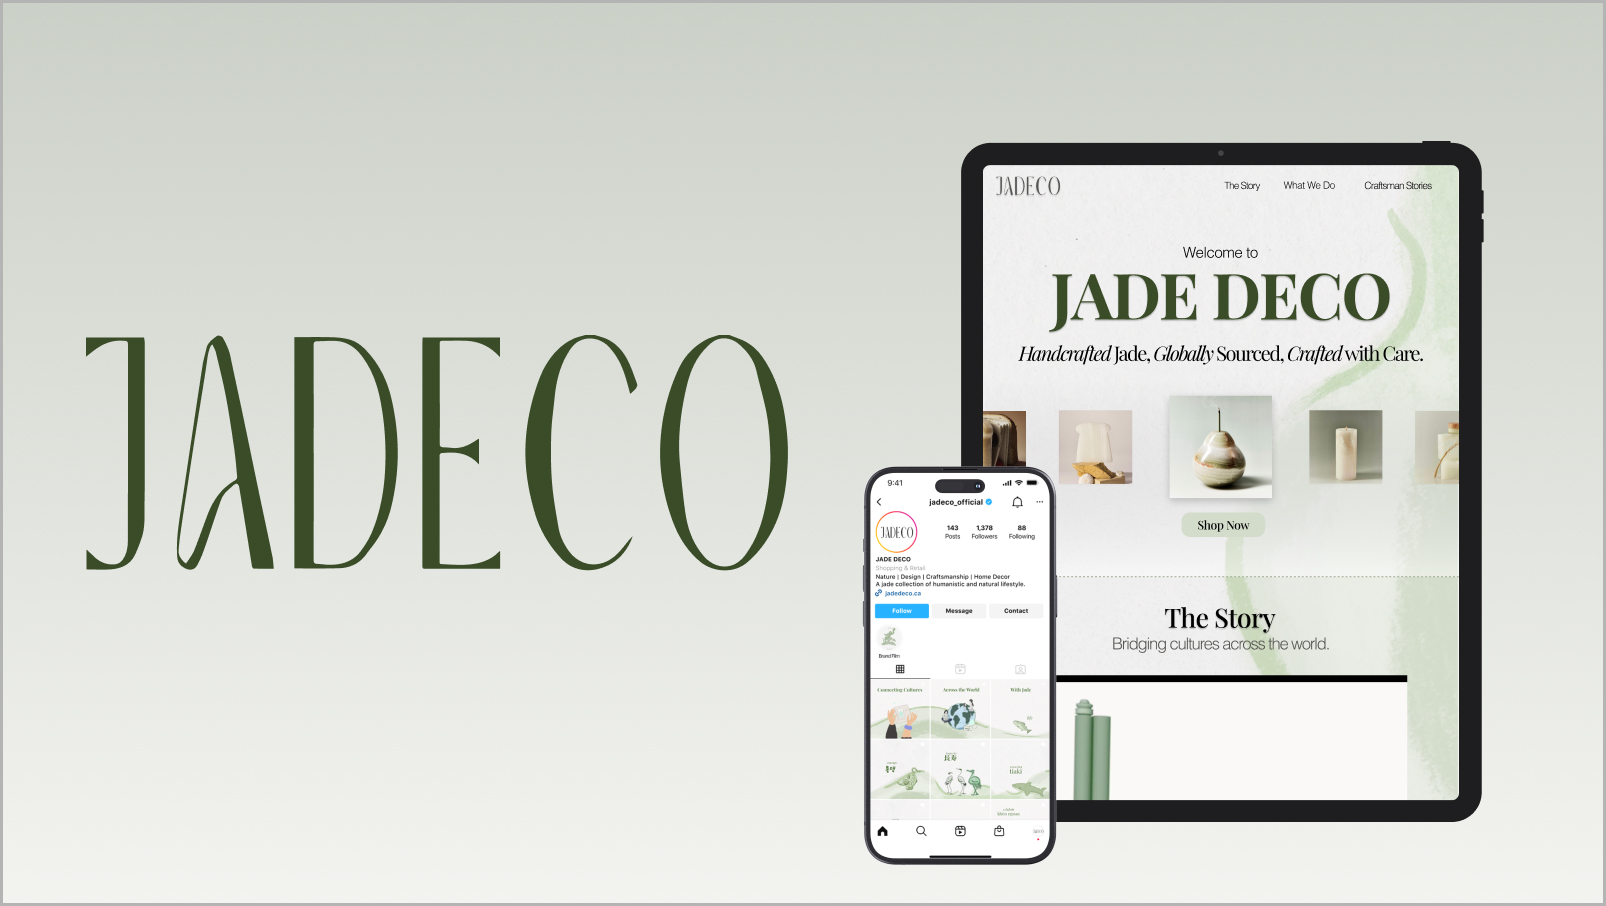 JADECO
JADECO
The Story
What We Do
Craftsman Stories
Welcome to
JADE DECO
Handcrafted Jade, Globally Sourced, Crafted with Care.
Shop Now
The Story
Bridging cultures across the world.
9:41
jadeco_official
JADECO
143
Posts
1,378
Followers
88
Following
JADE DECO
Shopping & Retail
Nature | Design | Craftsmanship | Home Decor
A jade collection of humanistic and natural lifestyle.
jadedeco.ca
Follow
Message
Contact
Brand Film
Connecting Cultures
Across the World
With Jade
tiaki